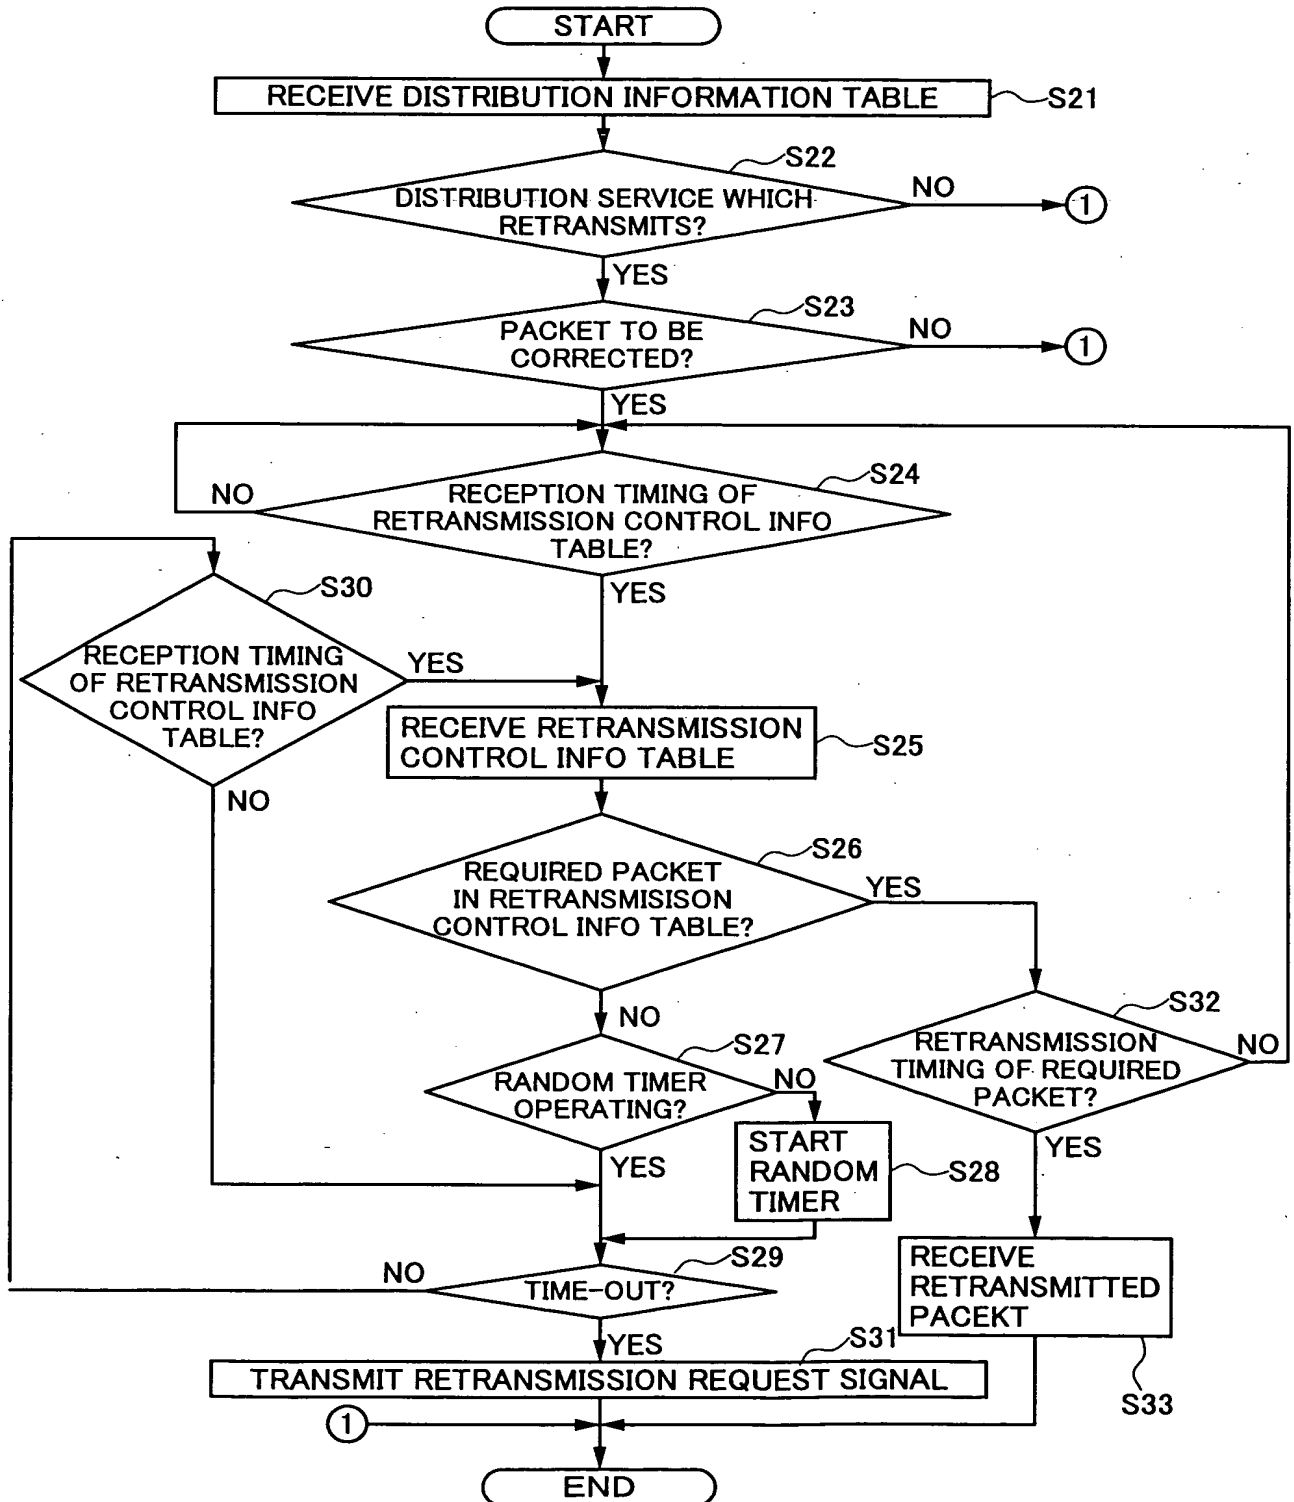 START
RECEIVE DISTRIBUTION INFORMATION TABLE
S21
S22
DISTRIBUTION SERVICE WHICH
RETRANSMITS?
NO
1
YES
S23
PACKET TO BE
CORRECTED?
NO
1
YES
S24
NO
RECEPTION TIMING OF
RETRANSMISSION CONTROL INFO
TABLE?
YES
S30
RECEPTION TIMING
OF RETRANSMISSION
CONTROL INFO
TABLE?
YES
NO
RECEIVE RETRANSMISSION
CONTROL INFO TABLE
S25
S26
REQUIRED PACKET
IN RETRANSMISISON
CONTROL INFO TABLE?
YES
NO
S32
RETRANSMISSION
TIMING OF REQUIRED
PACKET?
NO
YES
S27
RANDOM TIMER
OPERATING?
NO
YES
START
RANDOM
TIMER
S28
S29
NO
TIME-OUT?
YES
RECEIVE
RETRANSMITTED
PACEKT
S33
S31
TRANSMIT RETRANSMISSION REQUEST SIGNAL
1
END